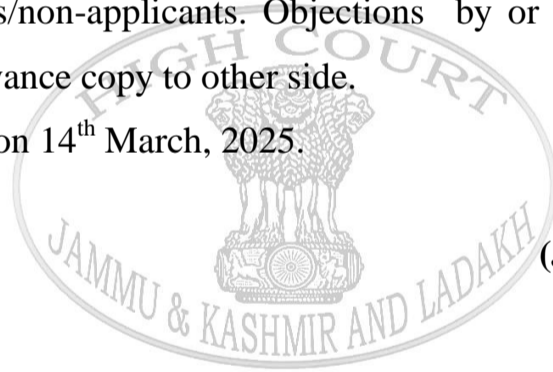 s/non-applicants. Objections by or
vance copy to other side.
on 14th March, 2025.
(
HIGH COURT
JAMMU & KASHMIR AND LADAKH